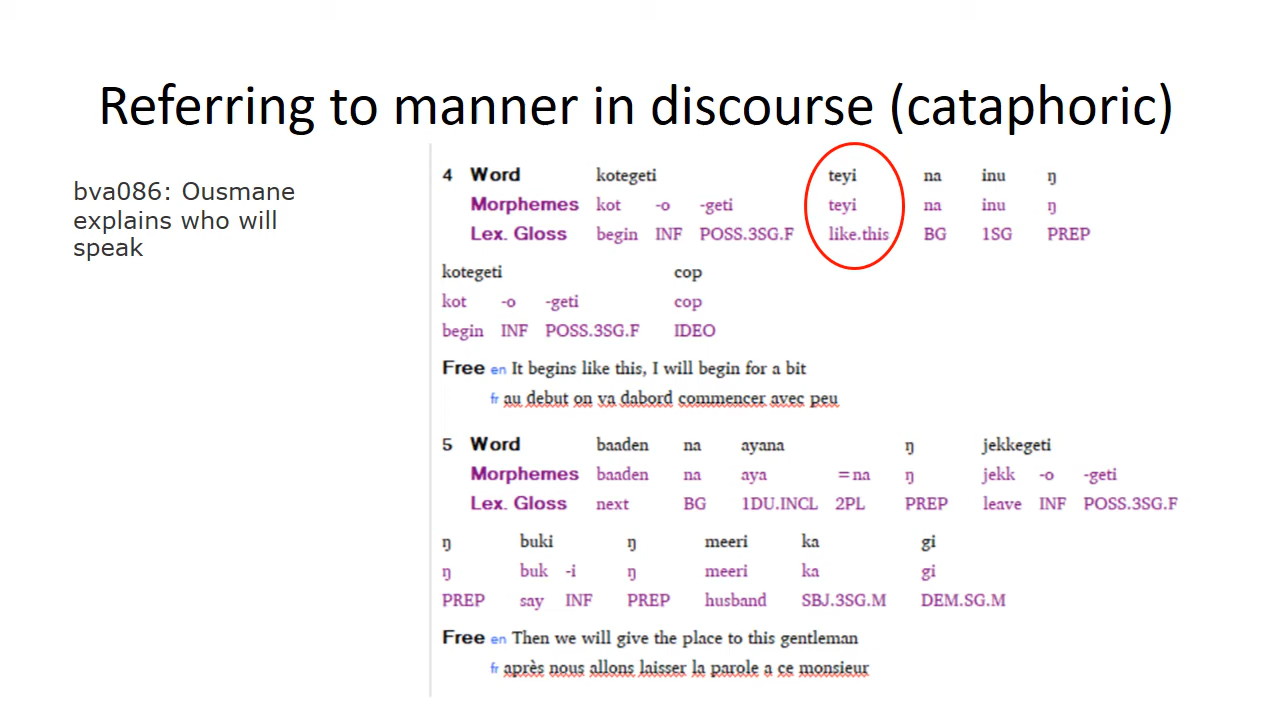 Referring to manner in discourse (cataphoric)
bva086: Ousmane
explains who will
speak
4 Word kotegeti teyi na inu ŋ
Morphemes kot -o -geti teyi na inu ŋ
Lex. Gloss begin INF POSS.3SG.F like.this BG 1SG PREP
kotegeti cop
kot -o -geti cop
begin INF POSS.3SG.F IDEO
Free en It begins like this, I will begin for a bit
fr au debut on va dabord commencer avec peu
5 Word baaden na ayana ŋ jekkegeti
Morphemes baaden na aya =na ŋ jekk -o -geti
Lex. Gloss next BG 1DU.INCL 2PL PREP leave INF POSS.3SG.F
ŋ buki ŋ meeri ka gi
ŋ buk -i ŋ meeri ka gi
PREP say INF PREP husband SBJ.3SG.M DEM.SG.M
Free en Then we will give the place to this gentleman
fr après nous allons laisser la parole a ce monsieur